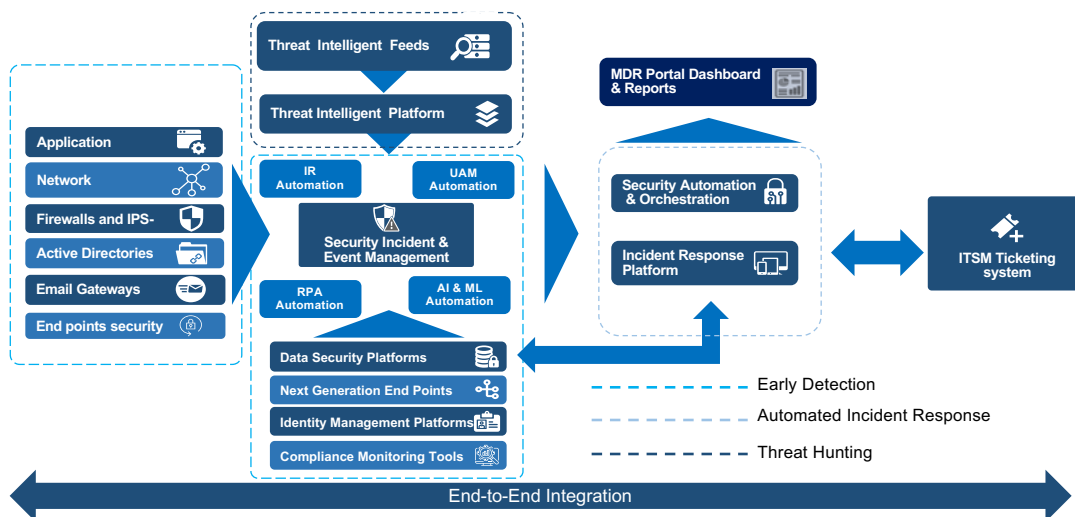 Application
Network
Firewalls and IPS-
Active Directories
Email Gateways
End points security
Threat Intelligent Feeds
Threat Intelligent Platform
IR
Automation
UAM
Automation
Security Incident &
Event Management
RPA
Automation
AI & ML
Automation
Data Security Platforms
Next Generation End Points
Identity Management Platforms
Compliance Monitoring Tools
MDR Portal Dashboard
& Reports
Security Automation
& Orchestration
Incident Response
Platform
ITSM Ticketing
system
Early Detection
Automated Incident Response
Threat Hunting
End-to-End Integration